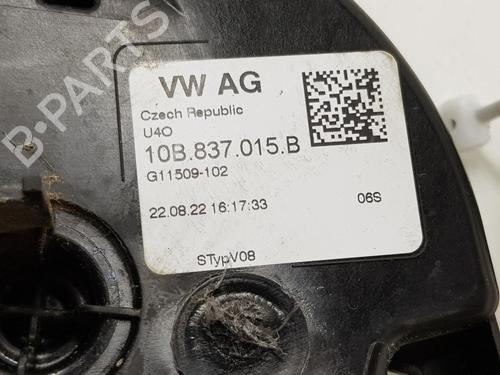 B-PARTS
VW AG
Czech Republic
U4O
10B.837.015.B
G11509-102
22.08.22 16:17:33 06S
STypV08